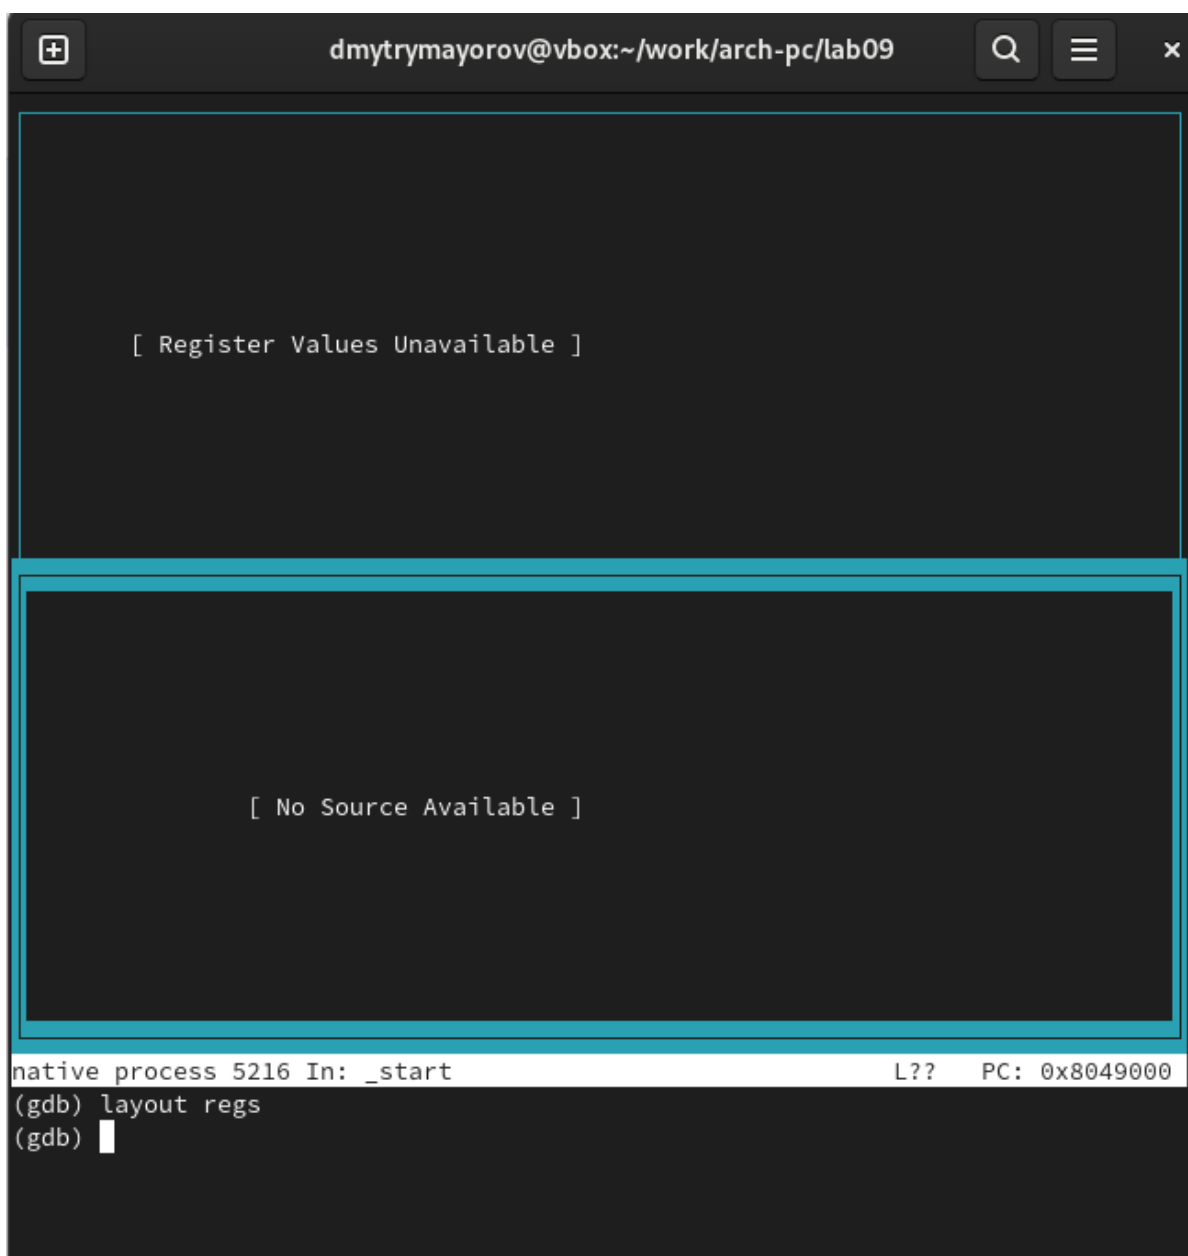 dmytrymayorov@vbox:~/work/arch-pc/lab09
[ Register Values Unavailable ]
[ No Source Available ]
native process 5216 In: _start L?? PC: 0x8049000
(gdb) layout regs
(gdb)